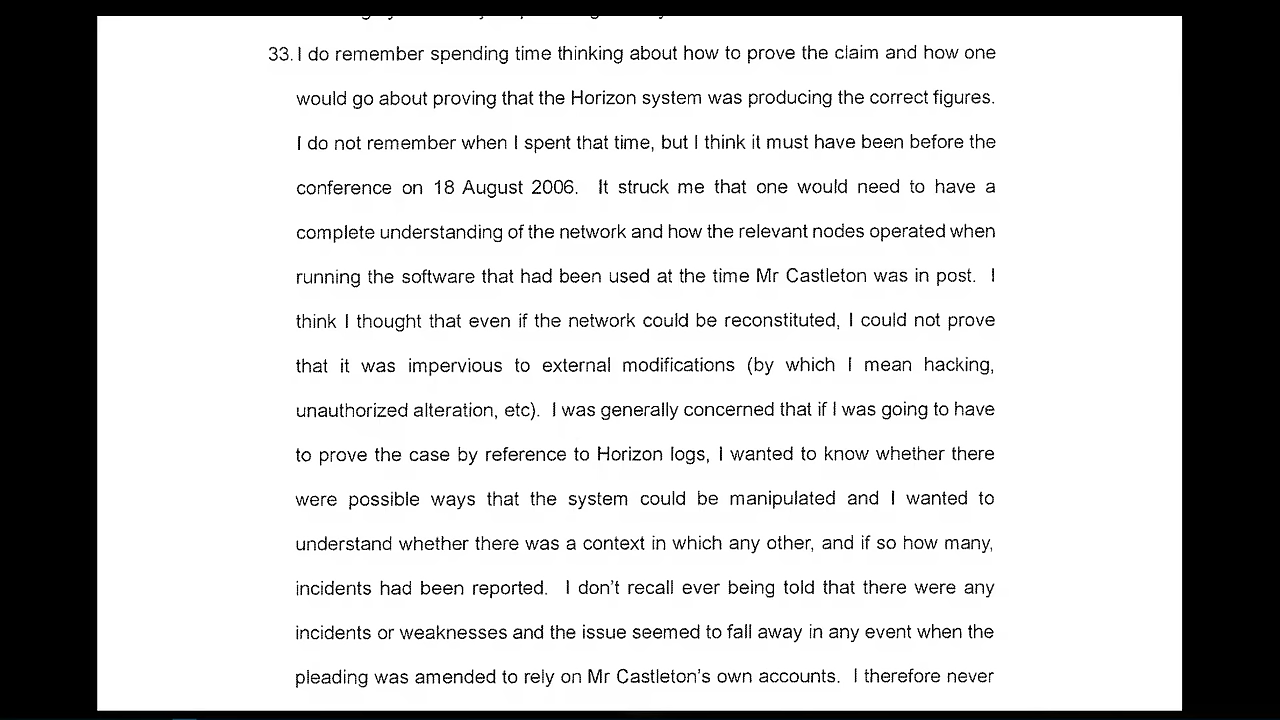 33. I do remember spending time thinking about how to prove the claim and how one
would go about proving that the Horizon system was producing the correct figures.
I do not remember when I spent that time, but I think it must have been before the
conference on 18 August 2006. It struck me that one would need to have a
complete understanding of the network and how the relevant nodes operated when
running the software that had been used at the time Mr Castleton was in post. I
think I thought that even if the network could be reconstituted, I could not prove
that it was impervious to external modifications (by which I mean hacking,
unauthorized alteration, etc). I was generally concerned that if I was going to have
to prove the case by reference to Horizon logs, I wanted to know whether there
were possible ways that the system could be manipulated and I wanted to
understand whether there was a context in which any other, and if so how many,
incidents had been reported. I don't recall ever being told that there were any
incidents or weaknesses and the issue seemed to fall away in any event when the
pleading was amended to rely on Mr Castleton's own accounts. I therefore never